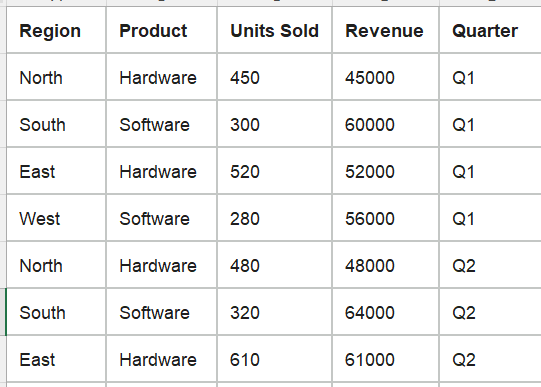 Region Product Units Sold Revenue Quarter
North Hardware 450 45000 Q1
South Software 300 60000 Q1
East Hardware 520 52000 Q1
West Software 280 56000 Q1
North Hardware 480 48000 Q2
South Software 320 64000 Q2
East Hardware 610 61000 Q2